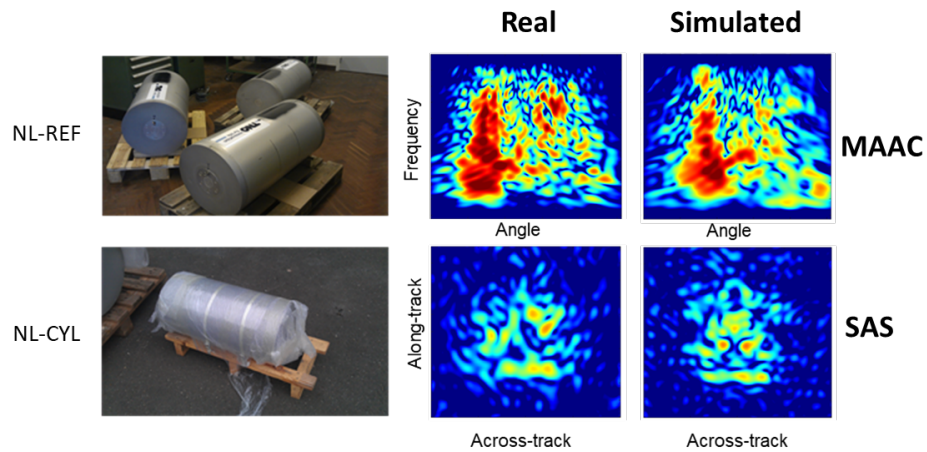 Real Simulated
NL-REF
Frequency
MAAC
Angle Angle
NL-CYL
Along-track
SAS
Across-track Across-track